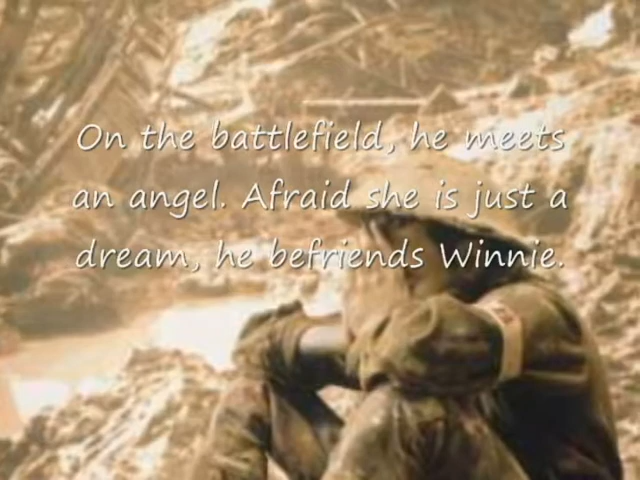 On the battlefield, he meets
an angel. Afraid she is just a
dream, he befriends Winnie.